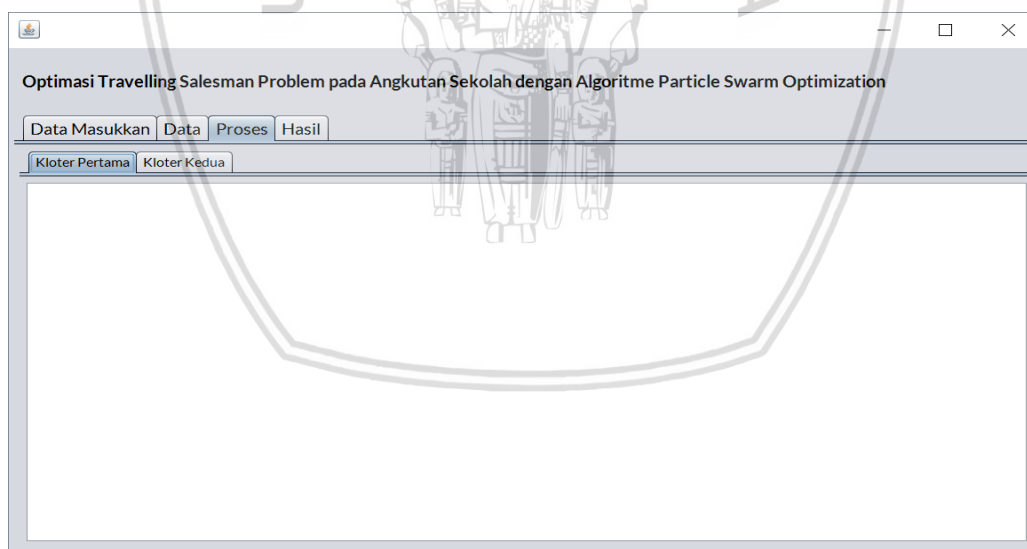 Optimasi Travelling Salesman Problem pada Angkutan Sekolah dengan Algoritme Particle Swarm Optimization
Data Masukkan Data Proses Hasil
Kloter Pertama Kloter Kedua